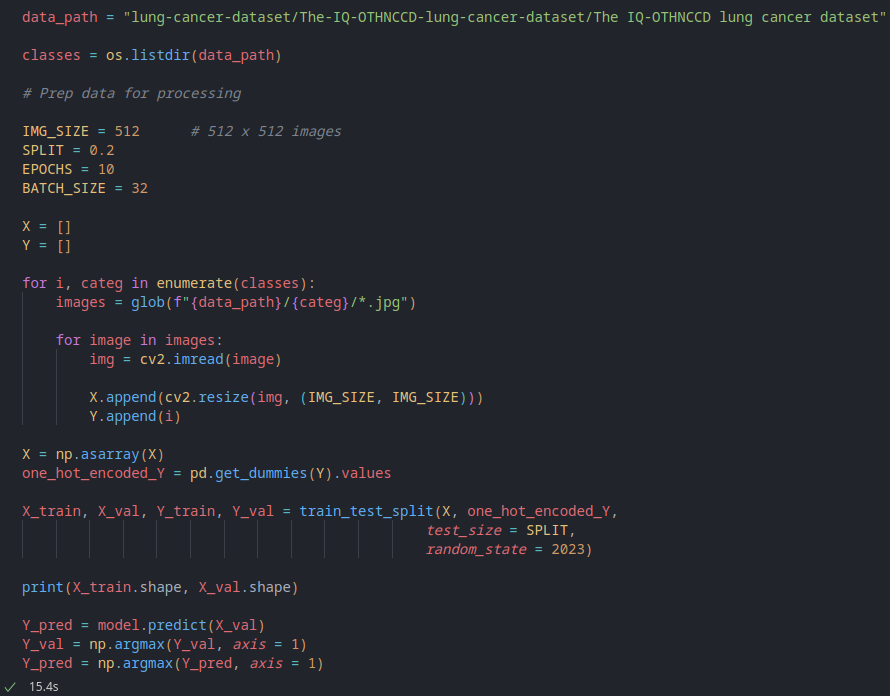 data_path = "lung-cancer-dataset/The-IQ-OTHNCCD-lung-cancer-dataset/The IQ-OTHNCCD lung cancer dataset"
classes = os.listdir(data_path)
# Prep data for processing
IMG_SIZE = 512      # 512 x 512 images
SPLIT = 0.2
EPOCHS = 10
BATCH_SIZE = 32
X = []
Y = []
for i, categ in enumerate(classes):
    images = glob(f"{data_path}/{categ}/*.jpg")
    for image in images:
        img = cv2.imread(image)
        X.append(cv2.resize(img, (IMG_SIZE, IMG_SIZE)))
        Y.append(i)
X = np.asarray(X)
one_hot_encoded_Y = pd.get_dummies(Y).values
X_train, X_val, Y_train, Y_val = train_test_split(X, one_hot_encoded_Y,
                                                test_size = SPLIT,
                                                random_state = 2023)
print(X_train.shape, X_val.shape)
Y_pred = model.predict(X_val)
Y_val = np.argmax(Y_val, axis = 1)
Y_pred = np.argmax(Y_pred, axis = 1)
15.4s